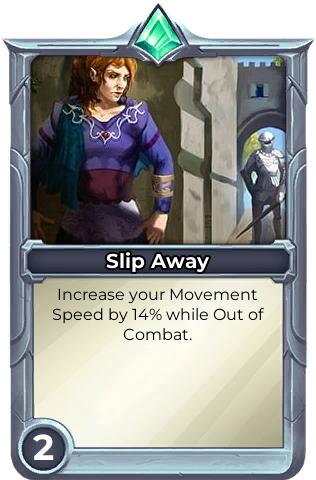 Slip Away
Increase your Movement
Speed by 14% while Out of
Combat.
2